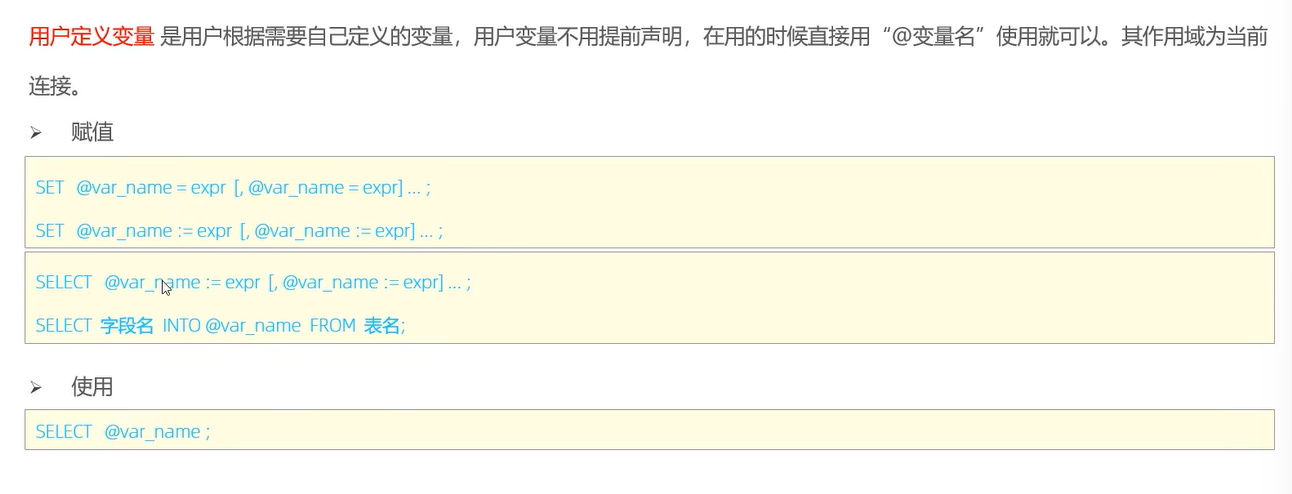 用户定义变量 是用户根据需要自己定义的变量，用户变量不用提前声明，在用的时候直接用“@变量名”使用就可以。其作用域为当前
连接。
➢ 赋值
SET @var_name = expr [, @var_name = expr] ... ;
SET @var_name := expr [, @var_name := expr] ... ;
SELECT @var_name := expr [, @var_name := expr] ... ;
SELECT 字段名 INTO @var_name FROM 表名;
➢ 使用
SELECT @var_name ;